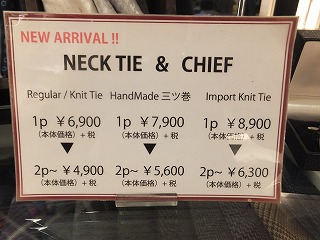 NEW ARRIVAL !!
NECK TIE & CHIEF
Regular / Knit Tie HandMade 三ツ巻 Import Knit Tie
1p ¥6,900 1p ¥7,900 1p ¥8,900
(本体価格) + 税 (本体価格) + 税 (本体価格) + 税
▼ ▼ ▼
2p~ ¥4,900 2p~ ¥5,600 2p~ ¥6,300
(本体価格) + 税 (本体価格) + 税 (本体価格) + 税